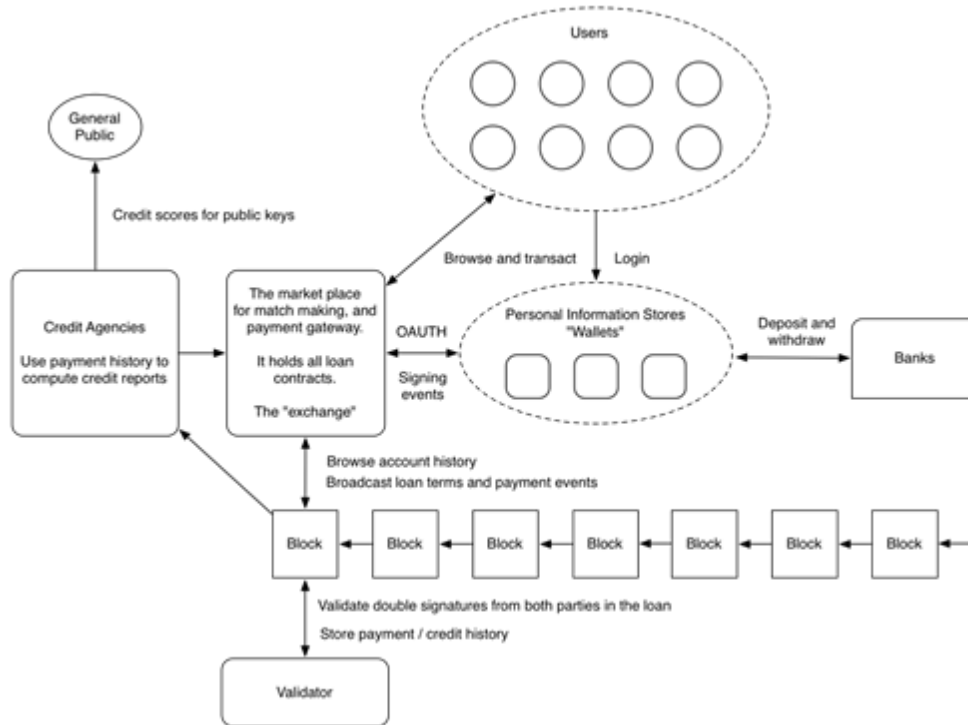 Users
General
Public
Credit scores for public keys
Browse and transact
Login
Credit Agencies
Use payment history to
compute credit reports
The market place
for match making, and
payment gateway.
It holds all loan
contracts.
The "exchange"
OAUTH
Signing
events
Personal Information Stores
"Wallets"
Deposit and
withdraw
Banks
Browse account history
Broadcast loan terms and payment events
Block
Block
Block
Block
Block
Block
Block
Validate double signatures from both parties in the loan
Store payment / credit history
Validator